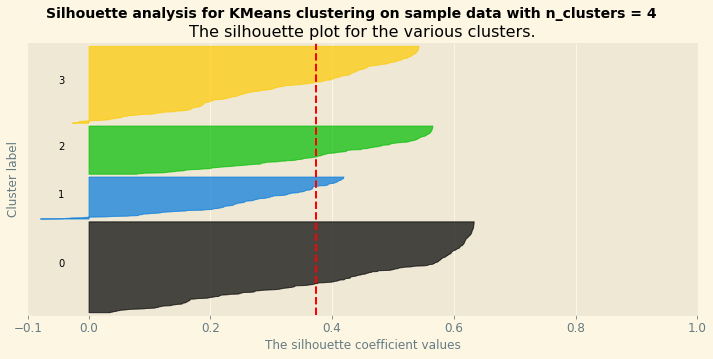 Silhouette analysis for KMeans clustering on sample data with n_clusters = 4
The silhouette plot for the various clusters.
3
2
1
0
Cluster label
−0.1 0.0 0.2 0.4 0.6 0.8 1.0
The silhouette coefficient values